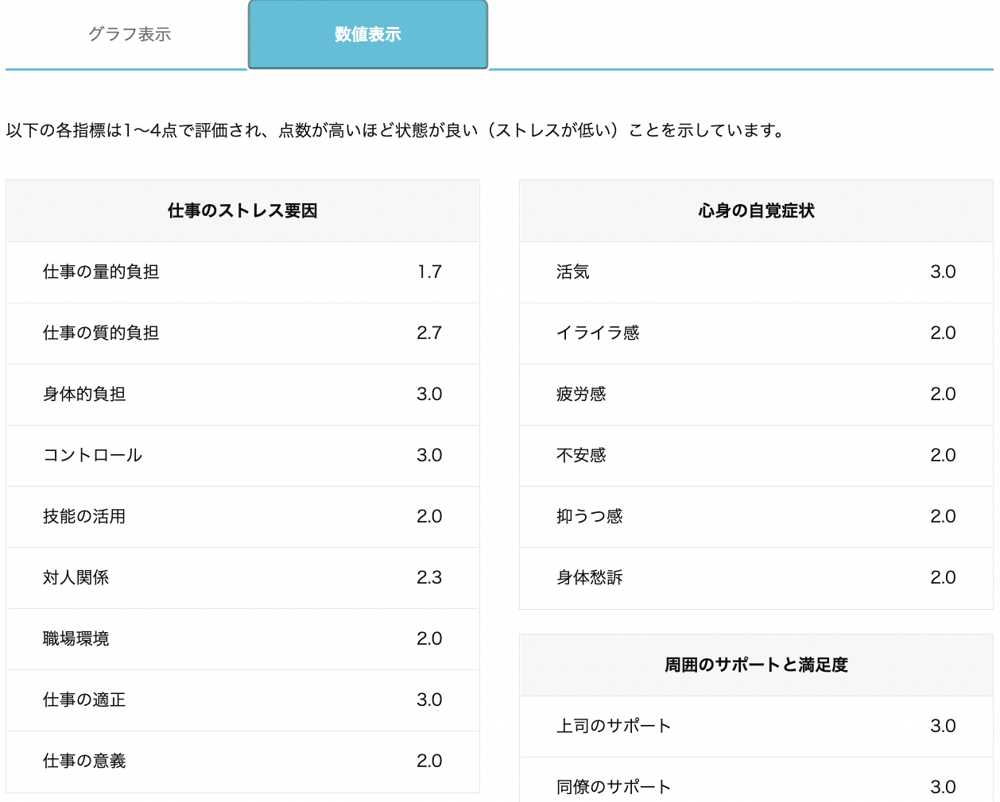 グラフ表示
数値表示
以下の各指標は1〜4点で評価され、点数が高いほど状態が良い（ストレスが低い）ことを示しています。
仕事のストレス要因
仕事の量的負担 1.7
仕事の質的負担 2.7
身体的負担 3.0
コントロール 3.0
技能の活用 2.0
対人関係 2.3
職場環境 2.0
仕事の適正 3.0
仕事の意義 2.0
心身の自覚症状
活気 3.0
イライラ感 2.0
疲労感 2.0
不安感 2.0
抑うつ感 2.0
身体愁訴 2.0
周囲のサポートと満足度
上司のサポート 3.0
同僚のサポート 3.0